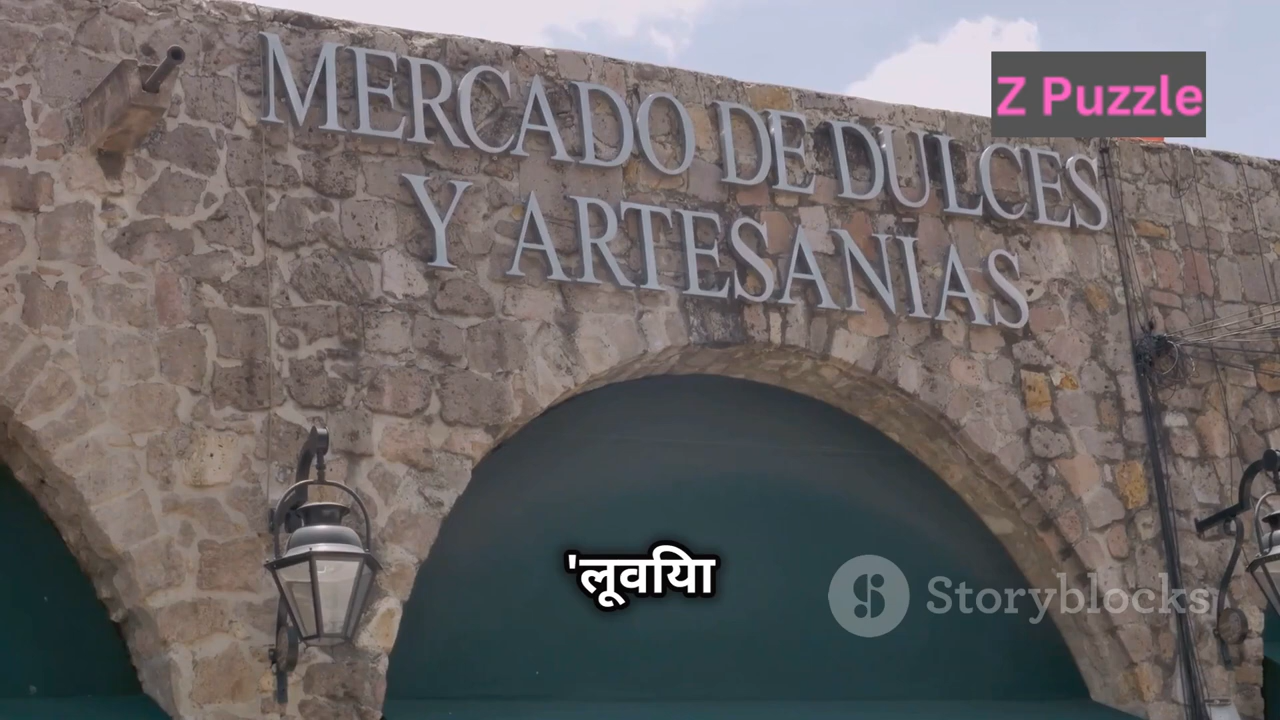 MERCADO DE DULCES
Y ARTESANIAS
Z Puzzle
'लूवयिा
Storyblocks